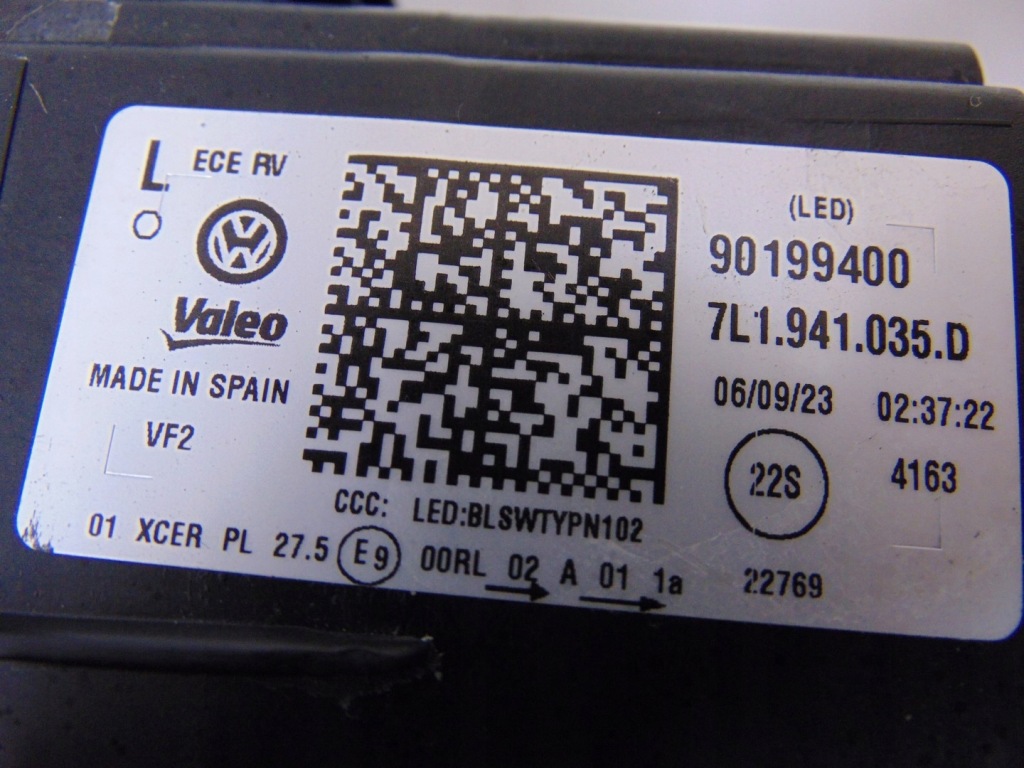 L ECE RV
Valeo
MADE IN SPAIN
VF2
(LED)
90199400
7L1.941.035.D
06/09/23 02:37:22
22S 4163
CCC: LED:BLSWTYPN102
01 XCER PL 27.5 E9 00RL 02 A 01 1a 22769